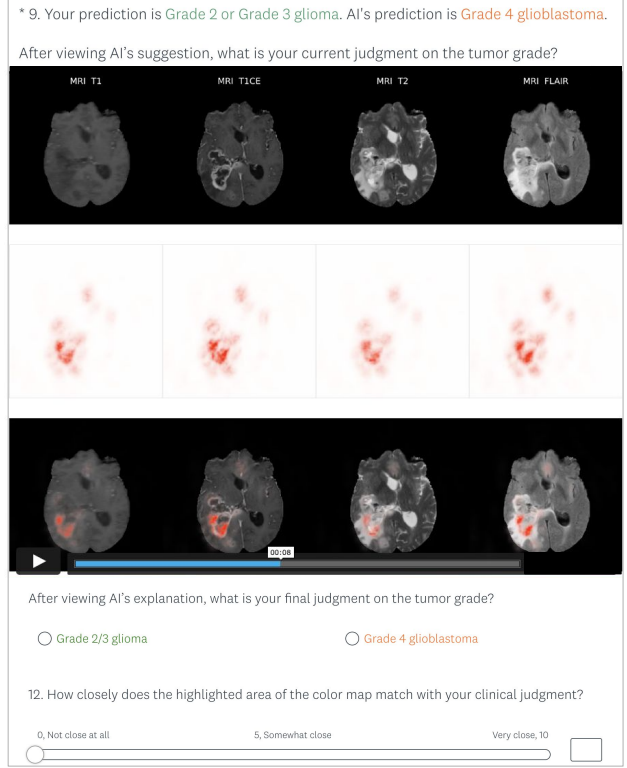 * 9. Your prediction is Grade 2 or Grade 3 glioma. AI's prediction is Grade 4 glioblastoma.
After viewing AI's suggestion, what is your current judgment on the tumor grade?
MRI T1 MRI T1CE MRI T2 MRI FLAIR
00:08
After viewing AI's explanation, what is your final judgment on the tumor grade?
Grade 2/3 glioma Grade 4 glioblastoma
12. How closely does the highlighted area of the color map match with your clinical judgment?
0, Not close at all 5, Somewhat close Very close, 10